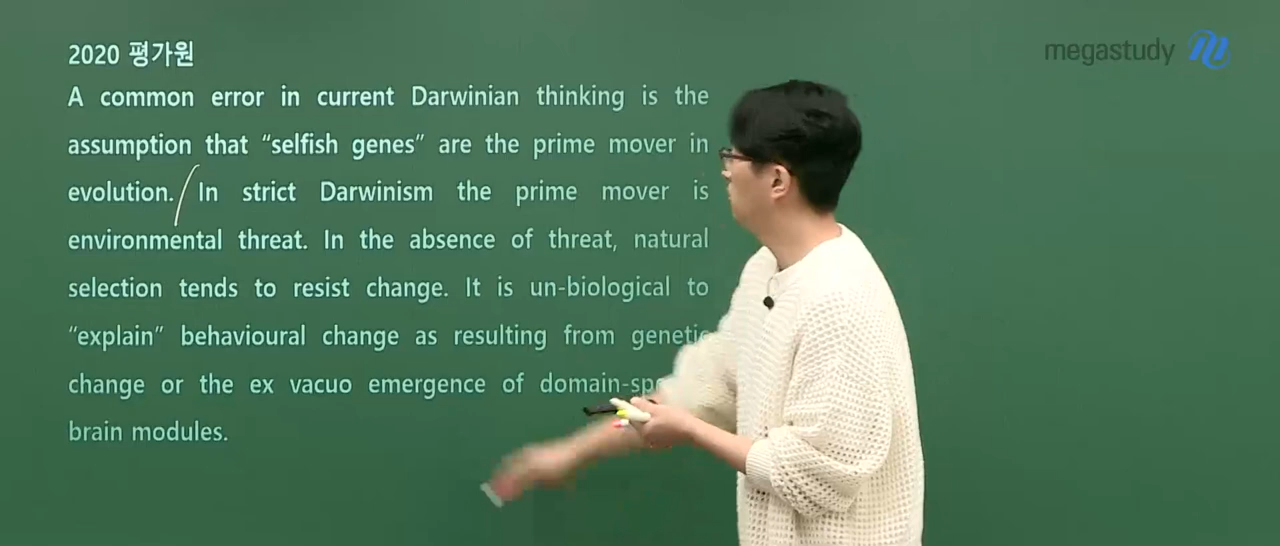 2020 평가원
megastudy
A common error in current Darwinian thinking is the
assumption that “selfish genes” are the prime mover in
evolution. In strict Darwinism the prime mover is
environmental threat. In the absence of threat, natural
selection tends to resist change. It is un-biological to
“explain” behavioural change as resulting from genetic
change or the ex vacuo emergence of
brain modules.